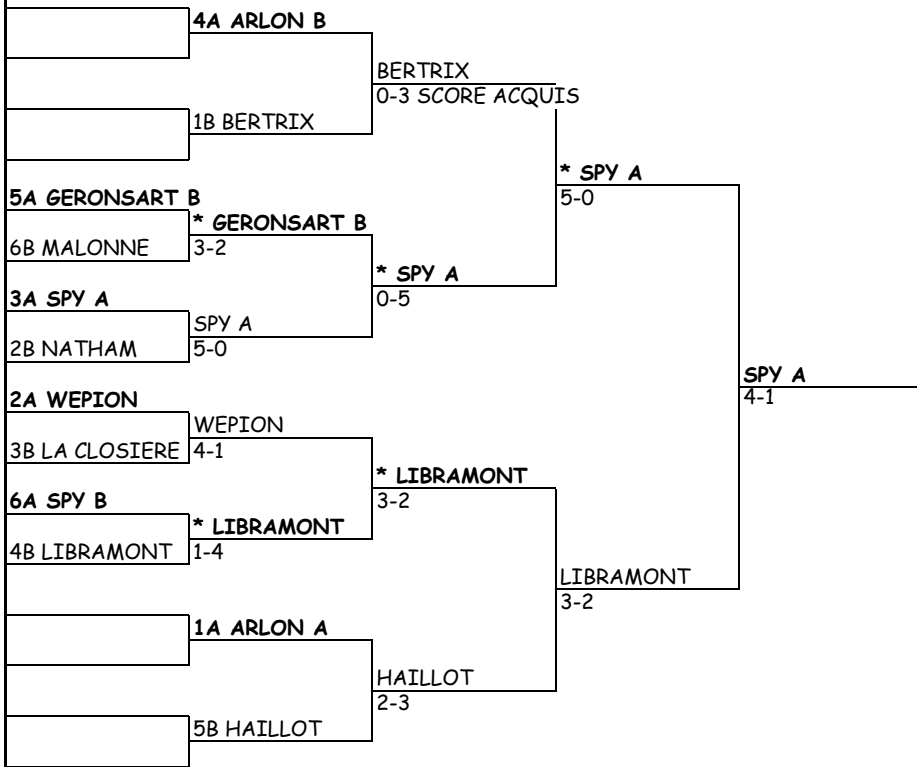 4A ARLON B
BERTRIX
0-3 SCORE ACQUIS
1B BERTRIX
* SPY A
5-0
5A GERONSART B
* GERONSART B
3-2
6B MALONNE
* SPY A
0-5
3A SPY A
SPY A
5-0
2B NATHAM
SPY A
4-1
2A WEPION
WEPION
4-1
3B LA CLOSIERE
* LIBRAMONT
3-2
6A SPY B
* LIBRAMONT
1-4
4B LIBRAMONT
LIBRAMONT
3-2
1A ARLON A
HAILLOT
2-3
5B HAILLOT